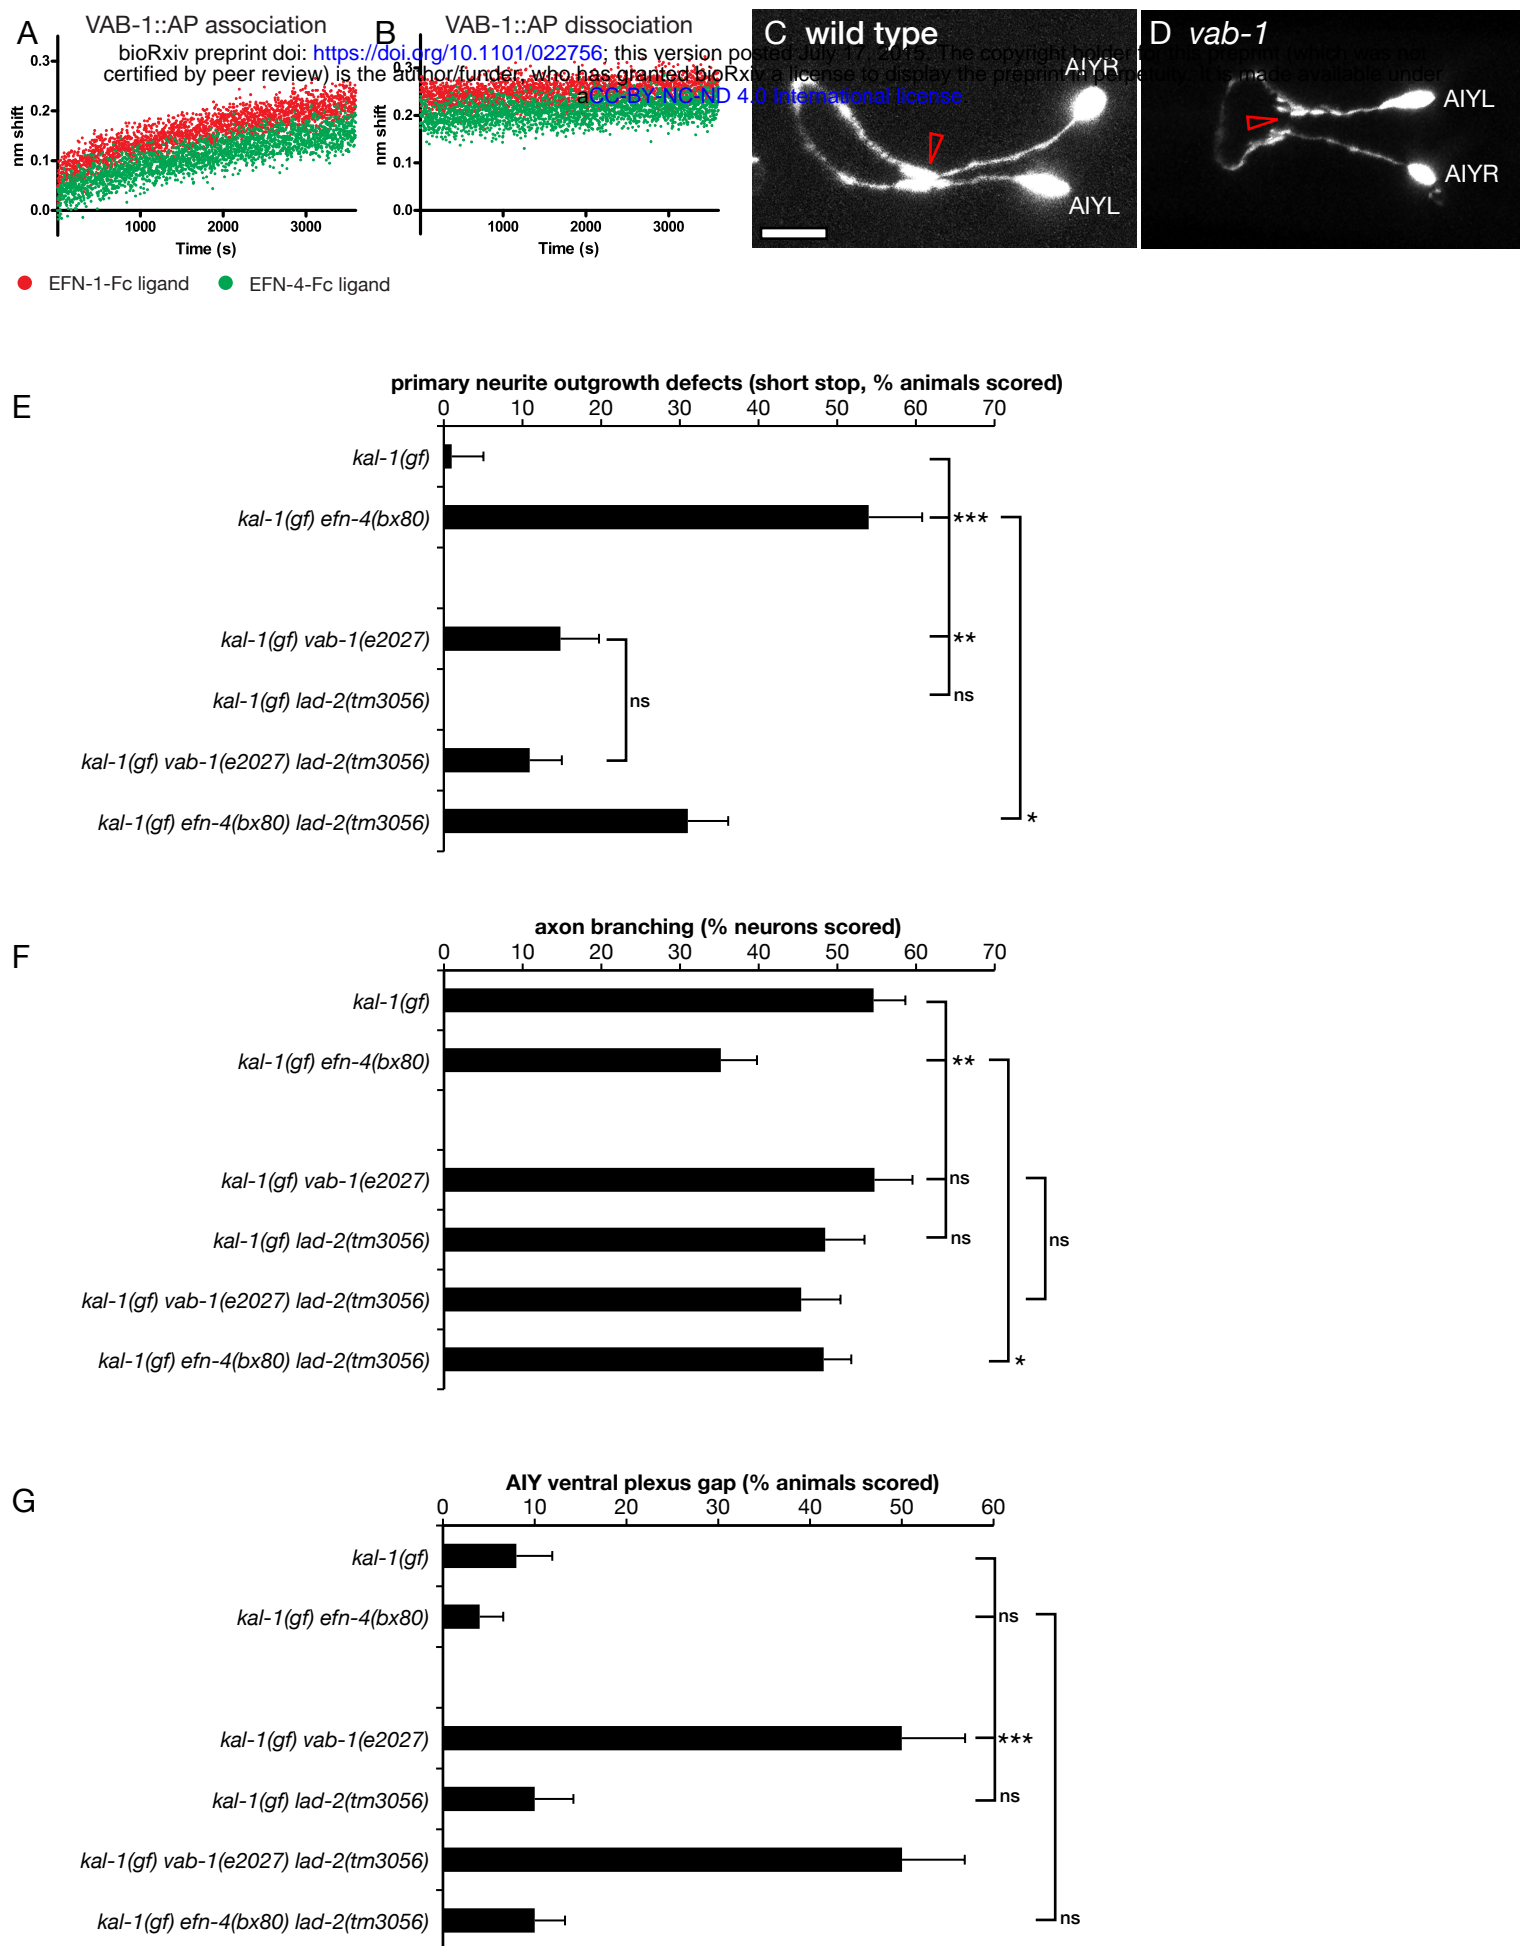 A VAB-1::AP association
B VAB-1::AP dissociation
C wild type
D vab-1
bioRxiv preprint doi: https://doi.org/10.1101/022756; this version posted July 17, 2015. The copyright holder for this preprint (which was not
certified by peer review) is the author/funder, who has granted bioRxiv a license to display the preprint in perpetuity. It is made available under
aCC-BY-NC-ND 4.0 International license
nm shift
0.3
0.2
0.1
0.0
1000 2000 3000
Time (s)
nm shift
0.3
0.2
0.1
0.0
1000 2000 3000
Time (s)
AIYR
AIYL
AIYL
AIYR
EFN-1-Fc ligand EFN-4-Fc ligand
E
primary neurite outgrowth defects (short stop, % animals scored)
0 10 20 30 40 50 60 70
kal-1(gf)
kal-1(gf) efn-4(bx80) ***
kal-1(gf) vab-1(e2027) **
kal-1(gf) lad-2(tm3056) ns ns
kal-1(gf) vab-1(e2027) lad-2(tm3056)
kal-1(gf) efn-4(bx80) lad-2(tm3056) *
F
axon branching (% neurons scored)
0 10 20 30 40 50 60 70
kal-1(gf)
kal-1(gf) efn-4(bx80) **
kal-1(gf) vab-1(e2027) ns
kal-1(gf) lad-2(tm3056) ns ns
kal-1(gf) vab-1(e2027) lad-2(tm3056)
kal-1(gf) efn-4(bx80) lad-2(tm3056) *
G
AIY ventral plexus gap (% animals scored)
0 10 20 30 40 50 60
kal-1(gf)
kal-1(gf) efn-4(bx80) ns
kal-1(gf) vab-1(e2027) ***
kal-1(gf) lad-2(tm3056) ns
kal-1(gf) vab-1(e2027) lad-2(tm3056)
kal-1(gf) efn-4(bx80) lad-2(tm3056) ns